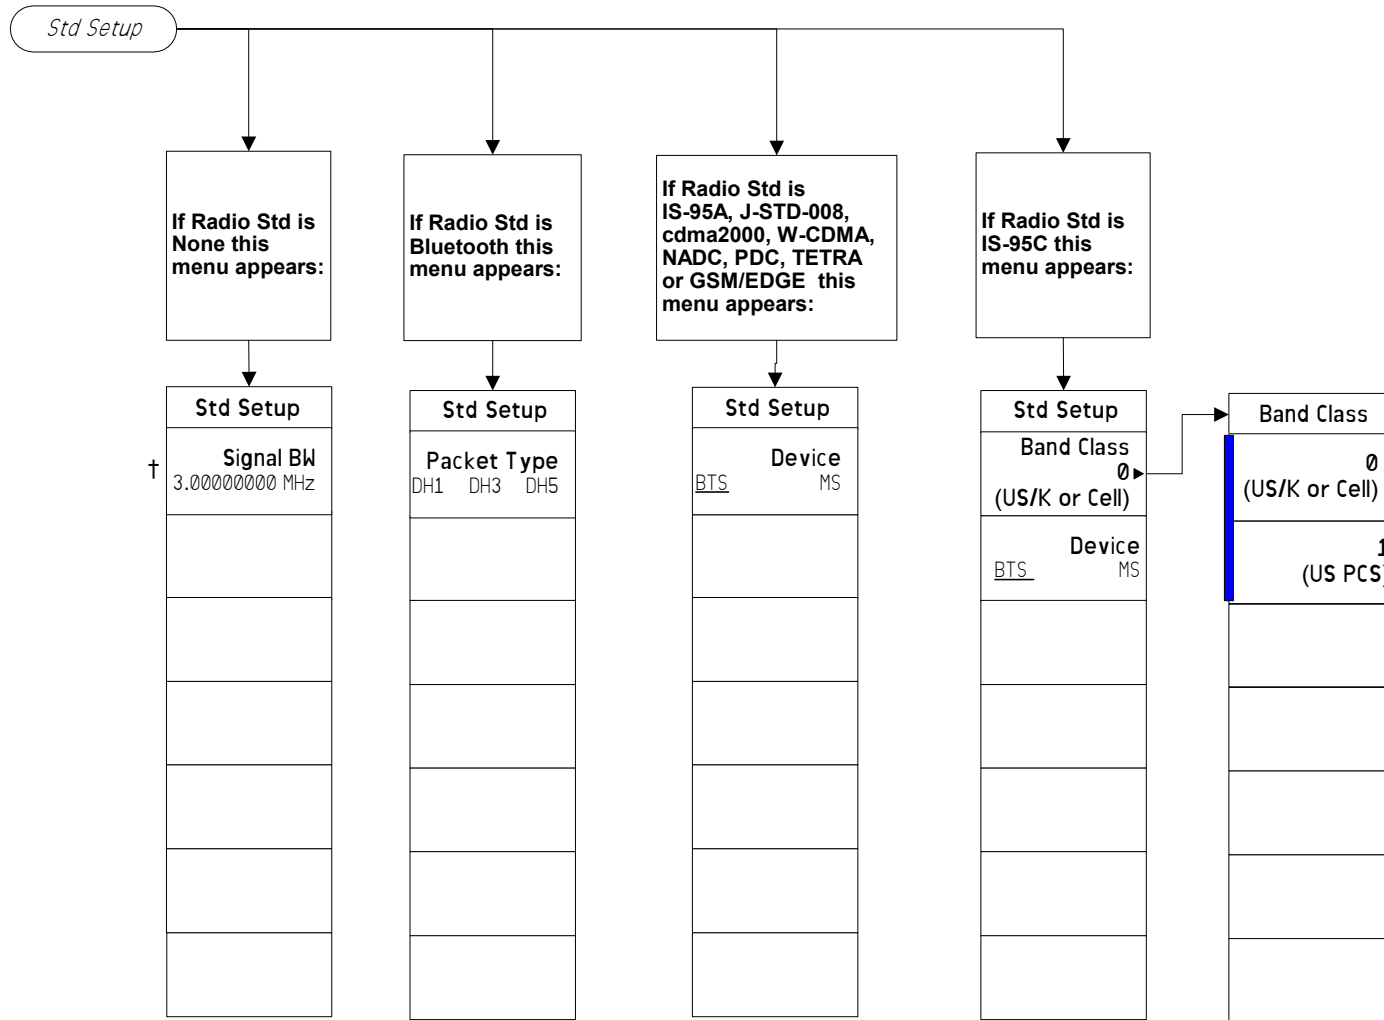 Std Setup
If Radio Std is
None this
menu appears:
If Radio Std is
Bluetooth this
menu appears:
If Radio Std is
IS-95A, J-STD-008,
cdma2000, W-CDMA,
NADC, PDC, TETRA
or GSM/EDGE this
menu appears:
If Radio Std is
IS-95C this
menu appears:
Std Setup
† Signal BW
3.00000000 MHz
Std Setup
Packet Type
DH1 DH3 DH5
Std Setup
Device
BTS MS
Std Setup
Band Class
0
(US/K or Cell)
Device
BTS MS
Band Class
0
(US/K or Cell)
1
(US PCS)